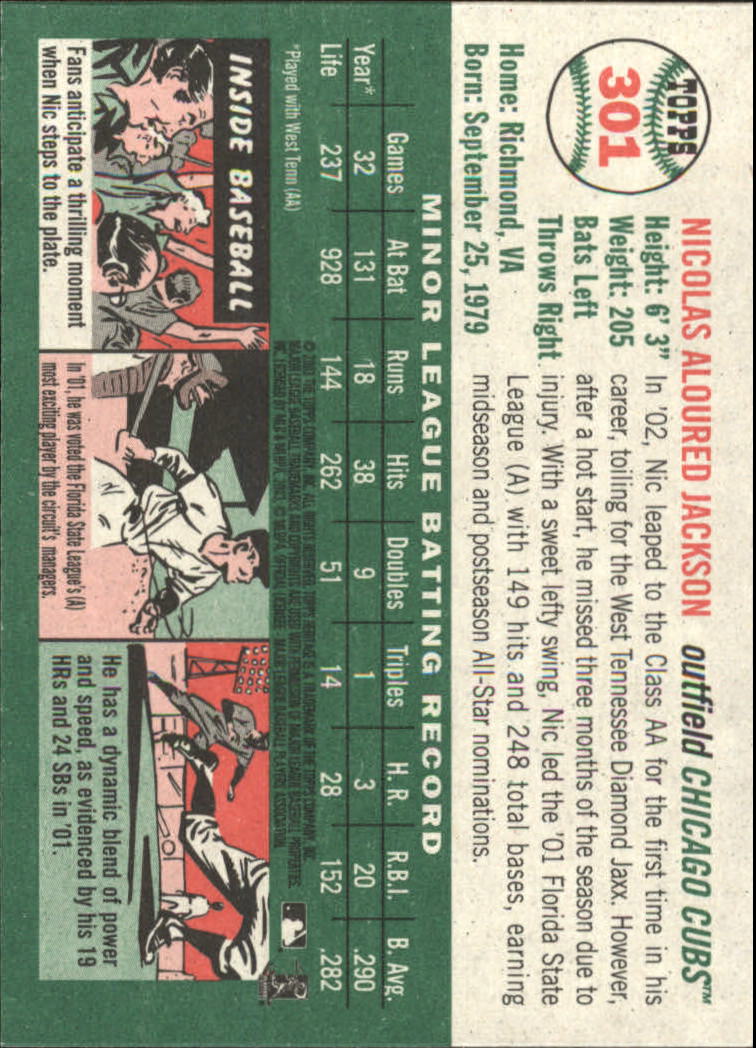 TOPPS
301
NICOLAS ALOURED JACKSON outfield CHICAGO CUBS™
Height: 6' 3"
Weight: 205
Bats Left
Throws Right
Home: Richmond, VA
Born: September 25, 1979
In '02, Nic leaped to the Class AA for the first time in his
career, toiling for the West Tennessee Diamond Jaxx. However,
after a hot start, he missed three months of the season due to
injury. With a sweet lefty swing, Nic led the '01 Florida State
League (A) with 149 hits and 248 total bases, earning
midseason and postseason All-Star nominations.
MINOR LEAGUE BATTING RECORD
Games At Bat Runs Hits Doubles Triples H. R. R.B.I. B. Avg.
Year* 32 131 18 38 9 1 3 20 .290
Life 237 928 144 262 51 14 28 152 .282
*Played with West Tenn (AA)
INSIDE BASEBALL
Fans anticipate a thrilling moment
when Nic steps to the plate.
In '01, he was voted the Florida State League's (A)
most exciting player by the circuit's managers.
He has a dynamic blend of power
and speed, as evidenced by his 19
HRs and 24 SBs in '01.